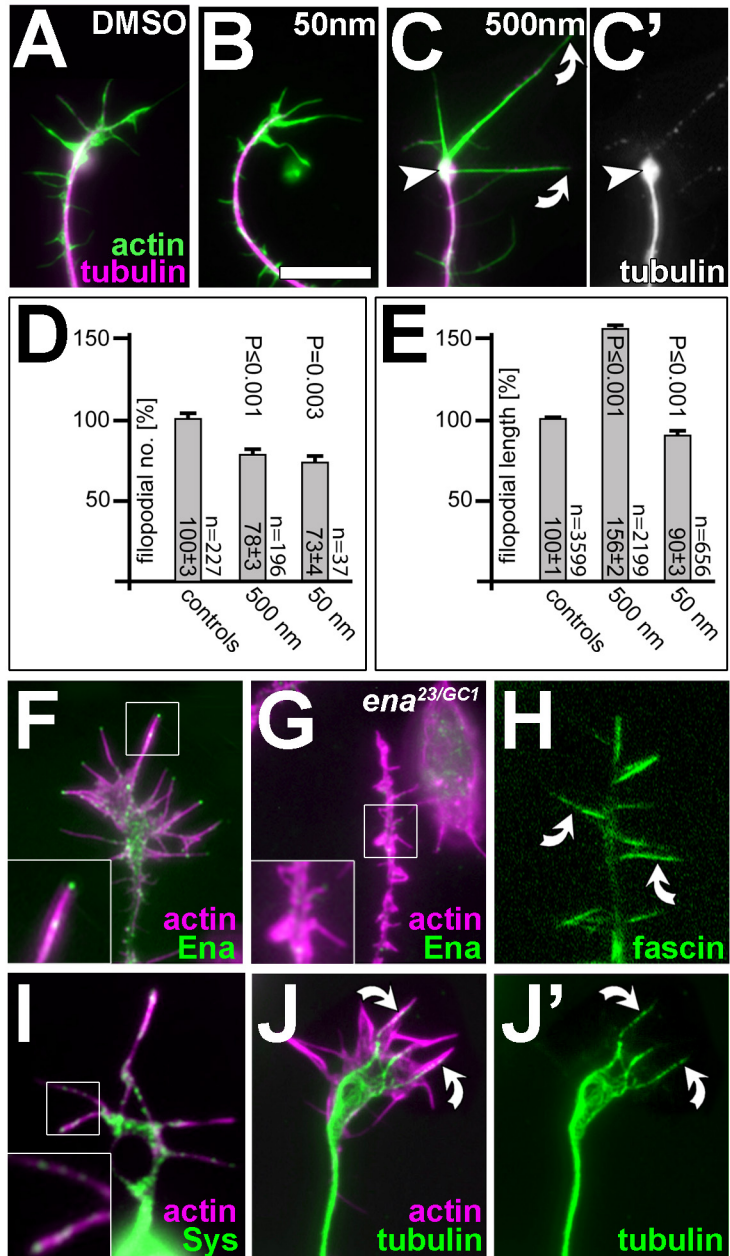 A
DMSO
actin
tubulin
B
50nm
C
500nm
C’
tubulin
D
filopodial no. [%]
150
100
50
100±3
n=227
controls
P≤0.001
78±3
n=196
500 nm
P=0.003
73±4
n=37
50 nm
E
filopodial length [%]
150
100
50
100±1
n=3599
controls
P≤0.001
156±2
n=2199
500 nm
P≤0.001
90±3
n=656
50 nm
F
actin
Ena
G
ena23/GC1
actin
Ena
H
fascin
I
actin
Sys
J
actin
tubulin
J’
tubulin